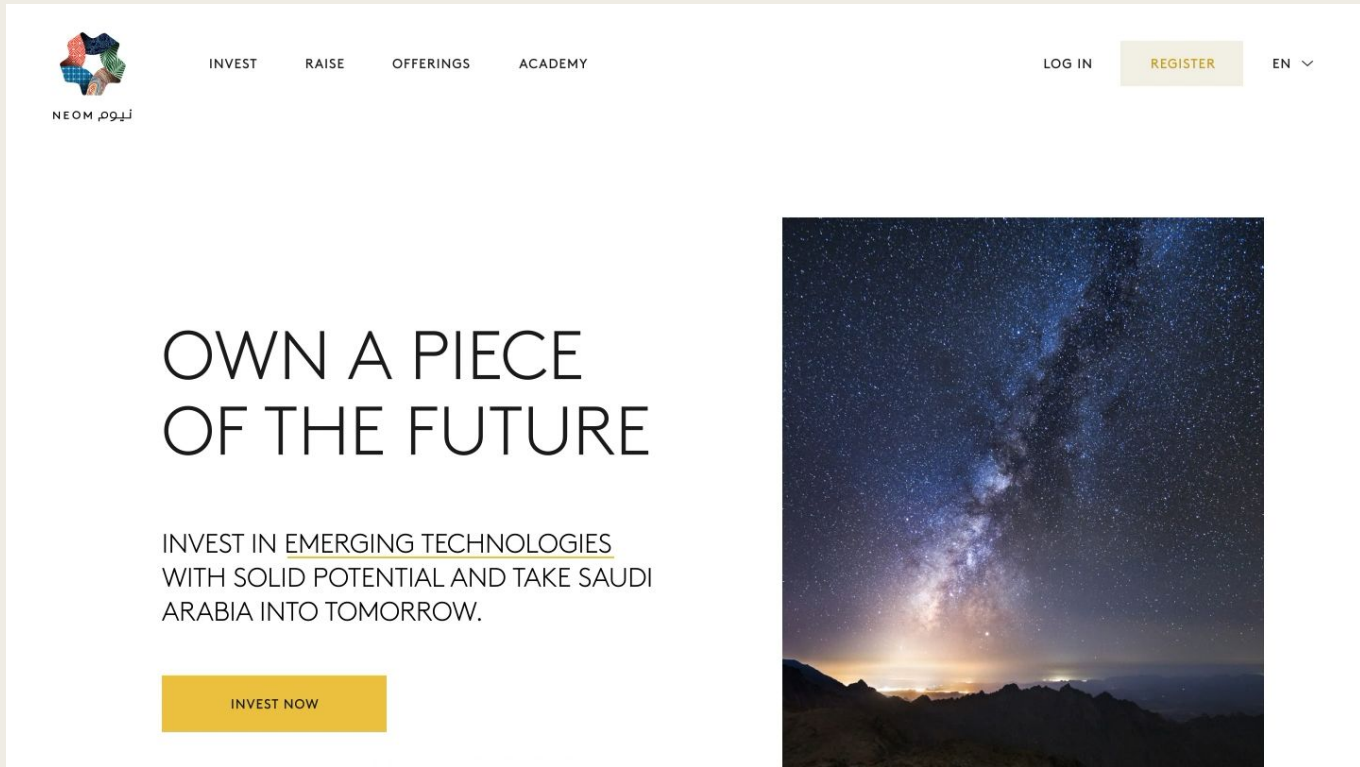 INVEST
RAISE
OFFERINGS
ACADEMY
LOG IN
REGISTER
EN
NEOM نيوم
OWN A PIECE
OF THE FUTURE
INVEST IN EMERGING TECHNOLOGIES
WITH SOLID POTENTIAL AND TAKE SAUDI
ARABIA INTO TOMORROW.
INVEST NOW